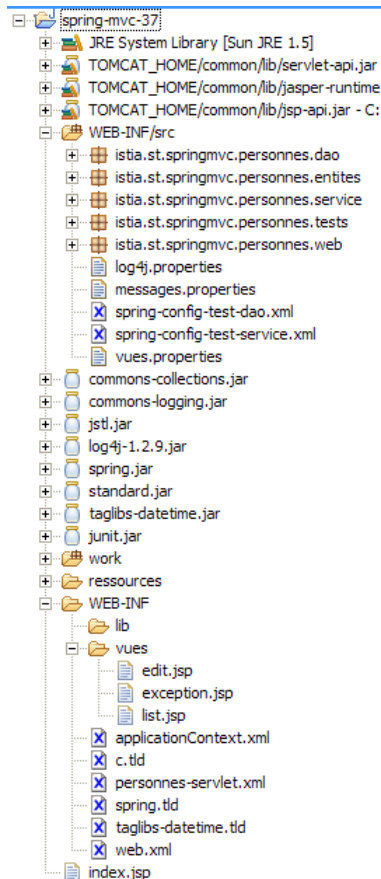 spring-mvc-37
JRE System Library [Sun JRE 1.5]
TOMCAT_HOME/common/lib/servlet-api.jar
TOMCAT_HOME/common/lib/jasper-runtime
TOMCAT_HOME/common/lib/jsp-api.jar - C:
WEB-INF/src
istia.st.springmvc.personnes.dao
istia.st.springmvc.personnes.entites
istia.st.springmvc.personnes.service
istia.st.springmvc.personnes.tests
istia.st.springmvc.personnes.web
log4j.properties
messages.properties
spring-config-test-dao.xml
spring-config-test-service.xml
vues.properties
commons-collections.jar
commons-logging.jar
jstl.jar
log4j-1.2.9.jar
spring.jar
standard.jar
taglibs-datetime.jar
junit.jar
work
ressources
WEB-INF
lib
vues
edit.jsp
exception.jsp
list.jsp
applicationContext.xml
c.tld
personnes-servlet.xml
spring.tld
taglibs-datetime.tld
web.xml
index.jsp